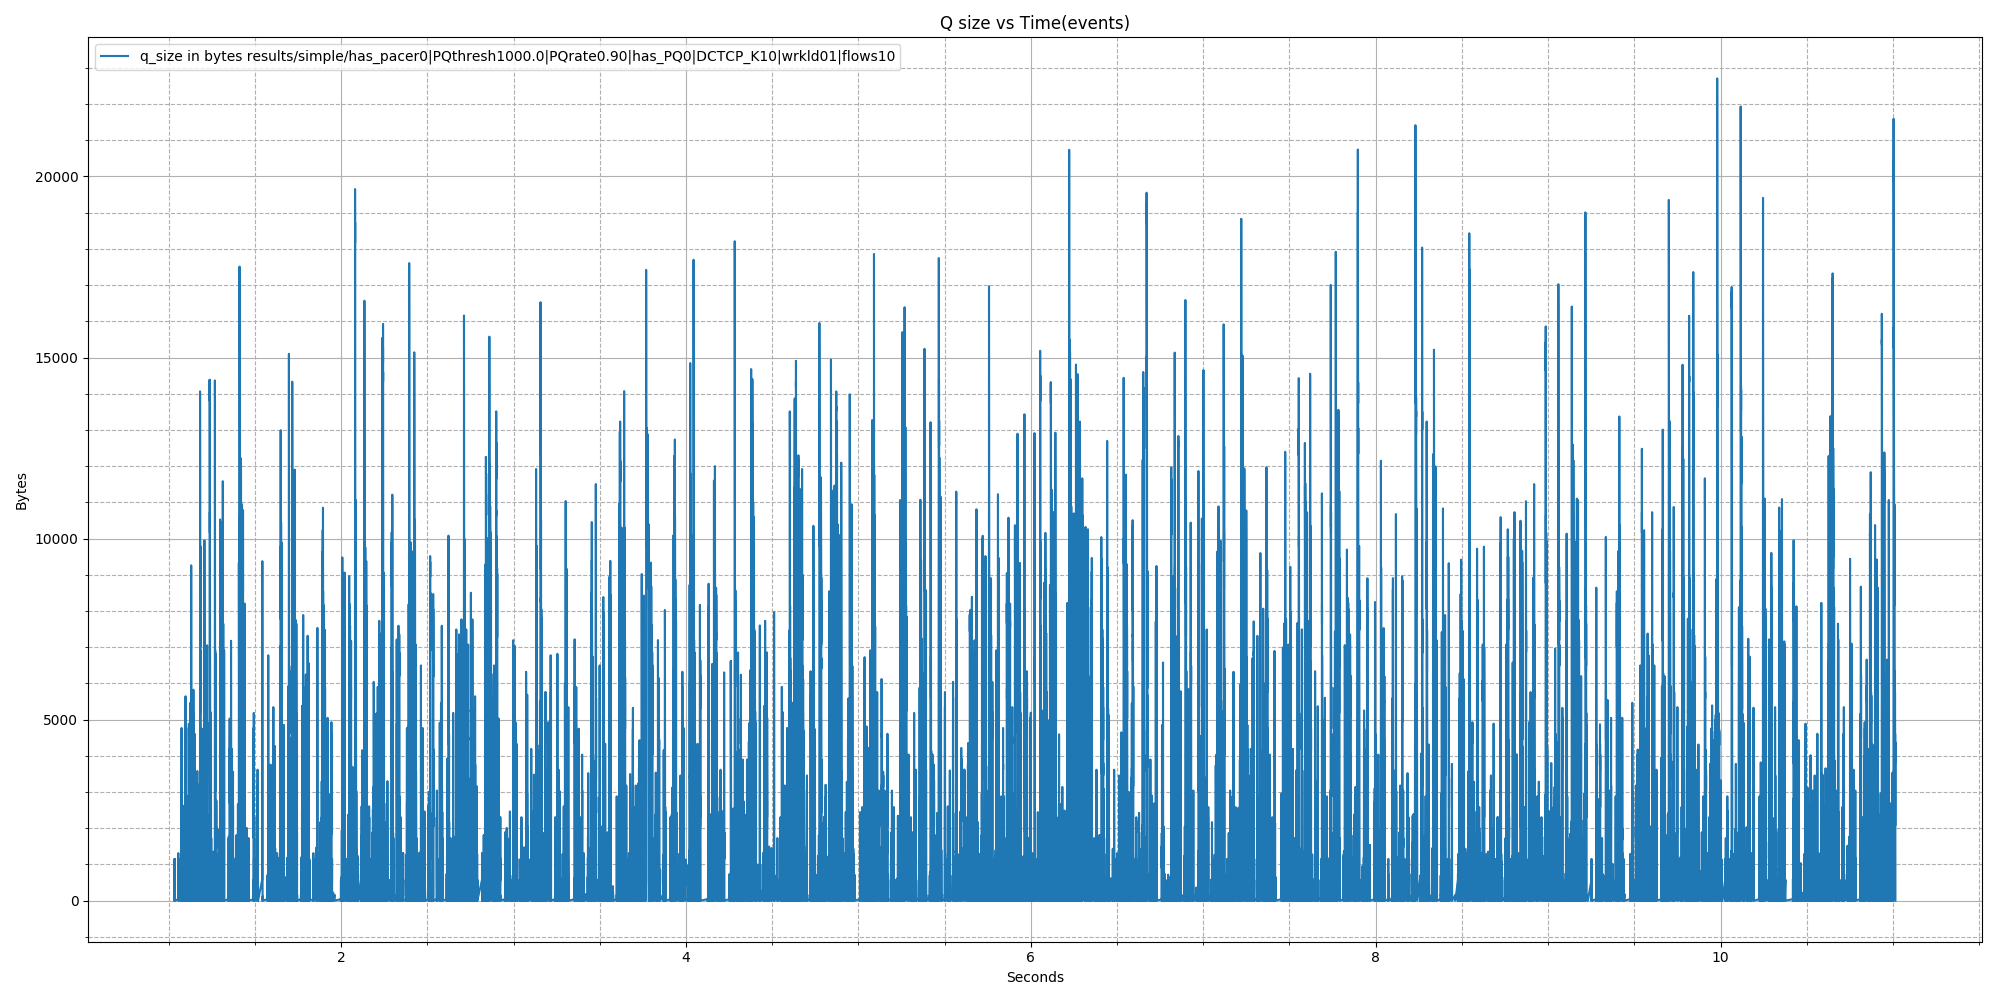 Q size vs Time(events)
q_size in bytes results/simple/has_pacer0|PQthresh1000.0|PQrate0.90|has_PQ0|DCTCP_K10|wrkld01|flows10
20000
15000
10000
5000
0
Bytes
2 4 6 8 10
Seconds